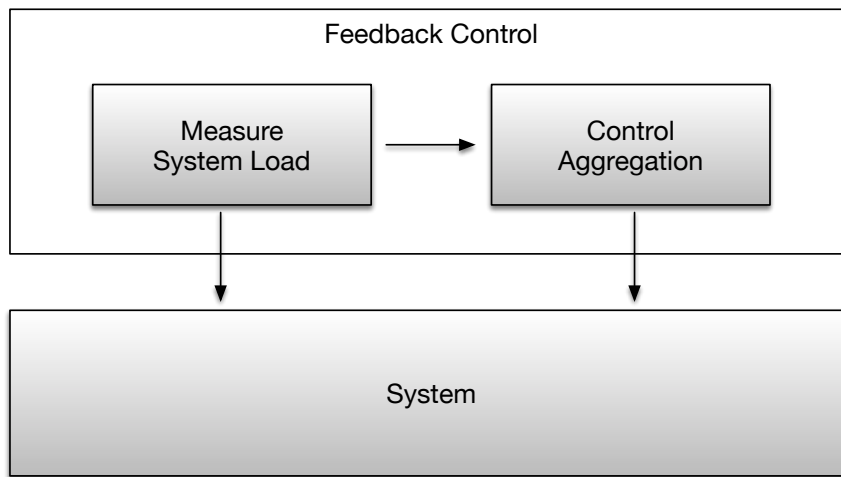 Feedback Control
Measure
System Load
Control
Aggregation
System